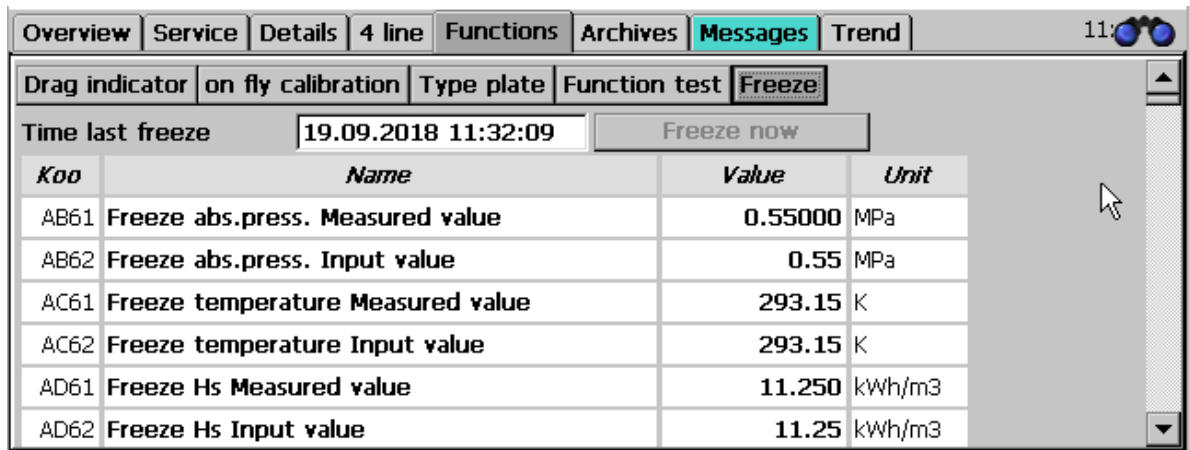 Overview Service Details 4 line Functions Archives Messages Trend 11:
Drag indicator on fly calibration Type plate Function test Freeze
Time last freeze 19.09.2018 11:32:09 Freeze now
Koo Name Value Unit
AB61 Freeze abs.press. Measured value 0.55000 MPa
AB62 Freeze abs.press. Input value 0.55 MPa
AC61 Freeze temperature Measured value 293.15 K
AC62 Freeze temperature Input value 293.15 K
AD61 Freeze Hs Measured value 11.250 kWh/m3
AD62 Freeze Hs Input value 11.25 kWh/m3